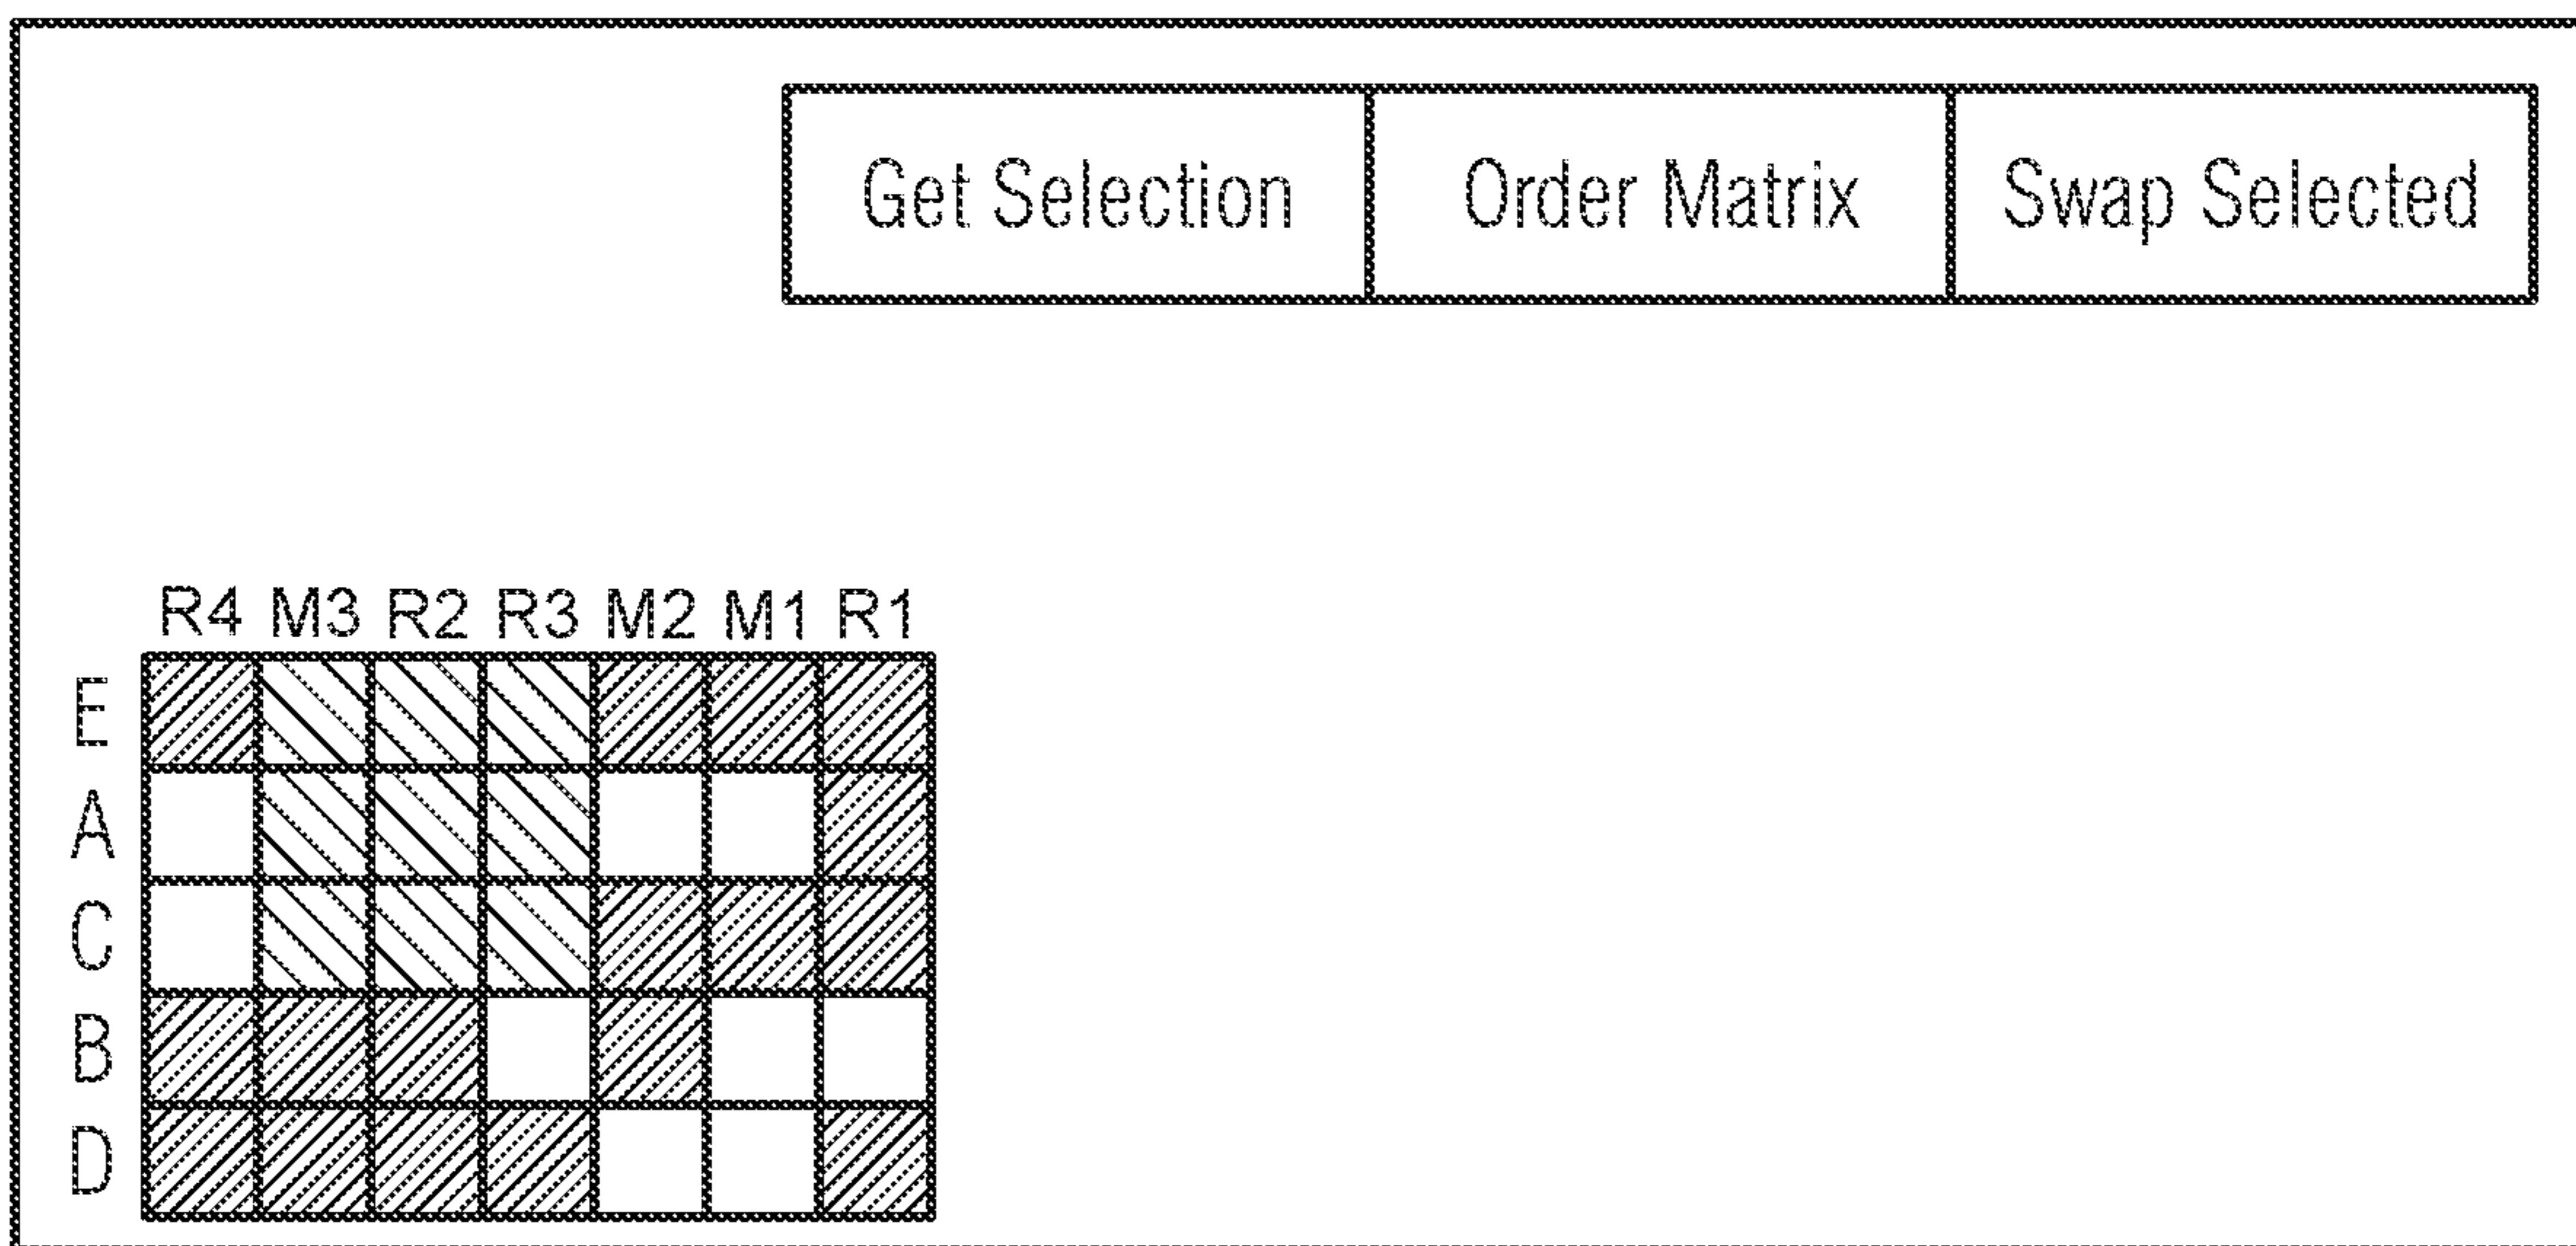 Get Selection Order Matrix Swap Selected
R4 M3 R2 R3 M2 M1 R1
E
A
C
B
D